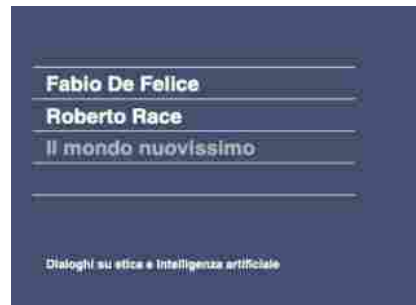 Fabio De Felice
Roberto Race
Il mondo nuovissimo
Dialoghi su etica e Intelligenza artificiale